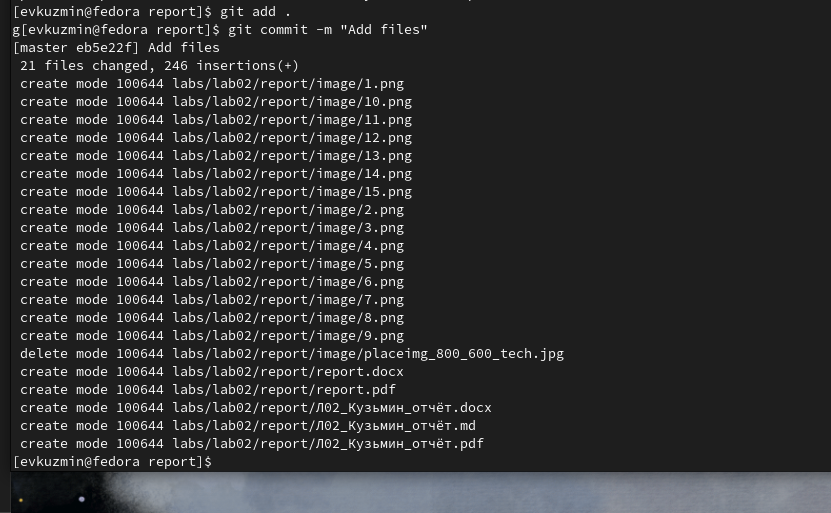 [evkuzmin@fedora report]$ git add .
g[evkuzmin@fedora report]$ git commit -m "Add files"
[master eb5e22f] Add files
 21 files changed, 246 insertions(+)
 create mode 100644 labs/lab02/report/image/1.png
 create mode 100644 labs/lab02/report/image/10.png
 create mode 100644 labs/lab02/report/image/11.png
 create mode 100644 labs/lab02/report/image/12.png
 create mode 100644 labs/lab02/report/image/13.png
 create mode 100644 labs/lab02/report/image/14.png
 create mode 100644 labs/lab02/report/image/15.png
 create mode 100644 labs/lab02/report/image/2.png
 create mode 100644 labs/lab02/report/image/3.png
 create mode 100644 labs/lab02/report/image/4.png
 create mode 100644 labs/lab02/report/image/5.png
 create mode 100644 labs/lab02/report/image/6.png
 create mode 100644 labs/lab02/report/image/7.png
 create mode 100644 labs/lab02/report/image/8.png
 create mode 100644 labs/lab02/report/image/9.png
 delete mode 100644 labs/lab02/report/image/placeimg_800_600_tech.jpg
 create mode 100644 labs/lab02/report/report.docx
 create mode 100644 labs/lab02/report/report.pdf
 create mode 100644 labs/lab02/report/Л02_Кузьмин_отчёт.docx
 create mode 100644 labs/lab02/report/Л02_Кузьмин_отчёт.md
 create mode 100644 labs/lab02/report/Л02_Кузьмин_отчёт.pdf
[evkuzmin@fedora report]$